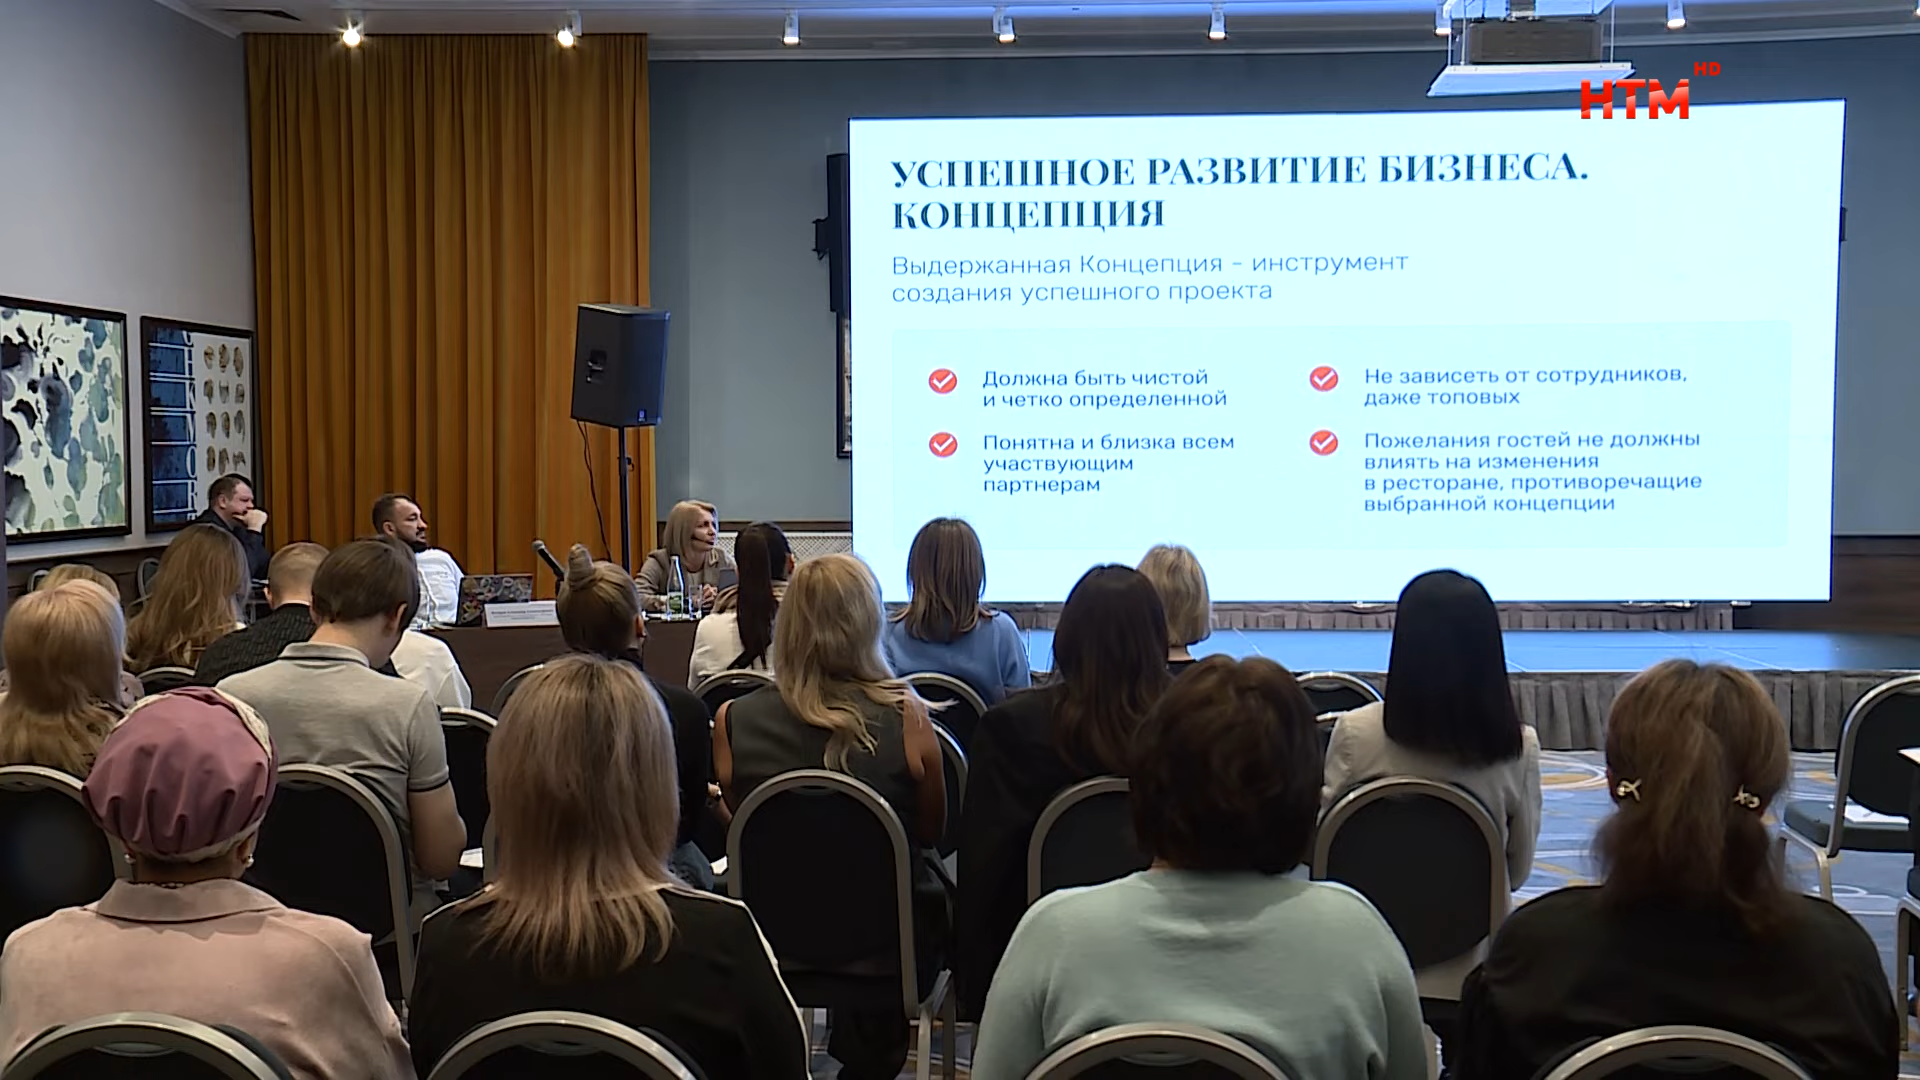 НТМ HD
УСПЕШНОЕ РАЗВИТИЕ БИЗНЕСА.
КОНЦЕПЦИЯ
Выдержанная Концепция - инструмент
создания успешного проекта
Должна быть чистой
и четко определенной
Понятна и близка всем
участвующим
партнерам
Не зависеть от сотрудников,
даже топовых
Пожелания гостей не должны
влиять на изменения
в ресторане, противоречащие
выбранной концепции